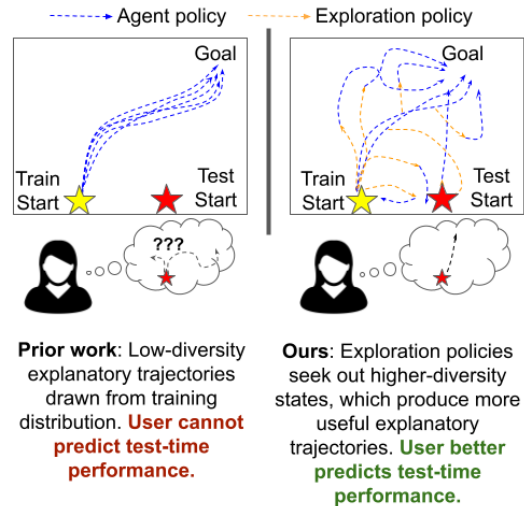 Agent policy
Exploration policy
Goal
Train
Start
Test
Start
???
Prior work: Low-diversity
explanatory trajectories
drawn from training
distribution. User cannot
predict test-time
performance.
Goal
Train
Start
Test
Start
Ours: Exploration policies
seek out higher-diversity
states, which produce more
useful explanatory
trajectories. User better
predicts test-time
performance.